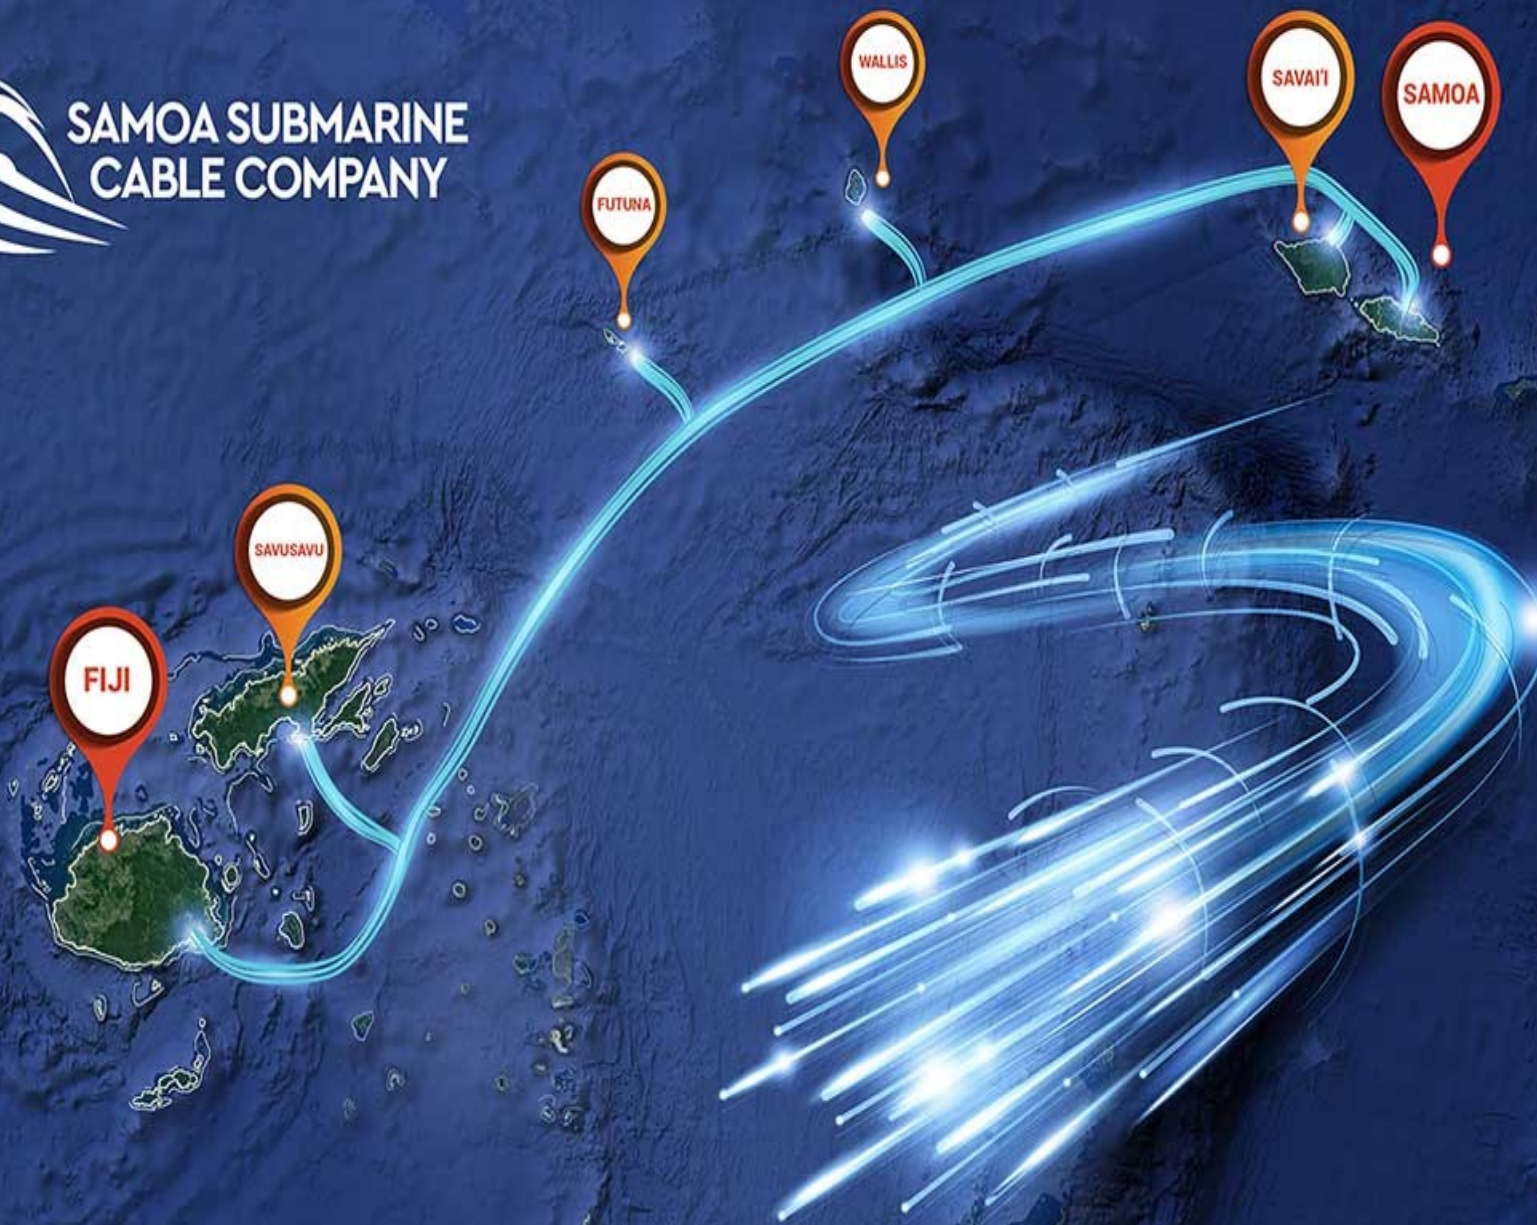 SAMOA SUBMARINE
CABLE COMPANY
WALLIS
SAVAI'I
SAMOA
FUTUNA
SAVUSAVU
FIJI